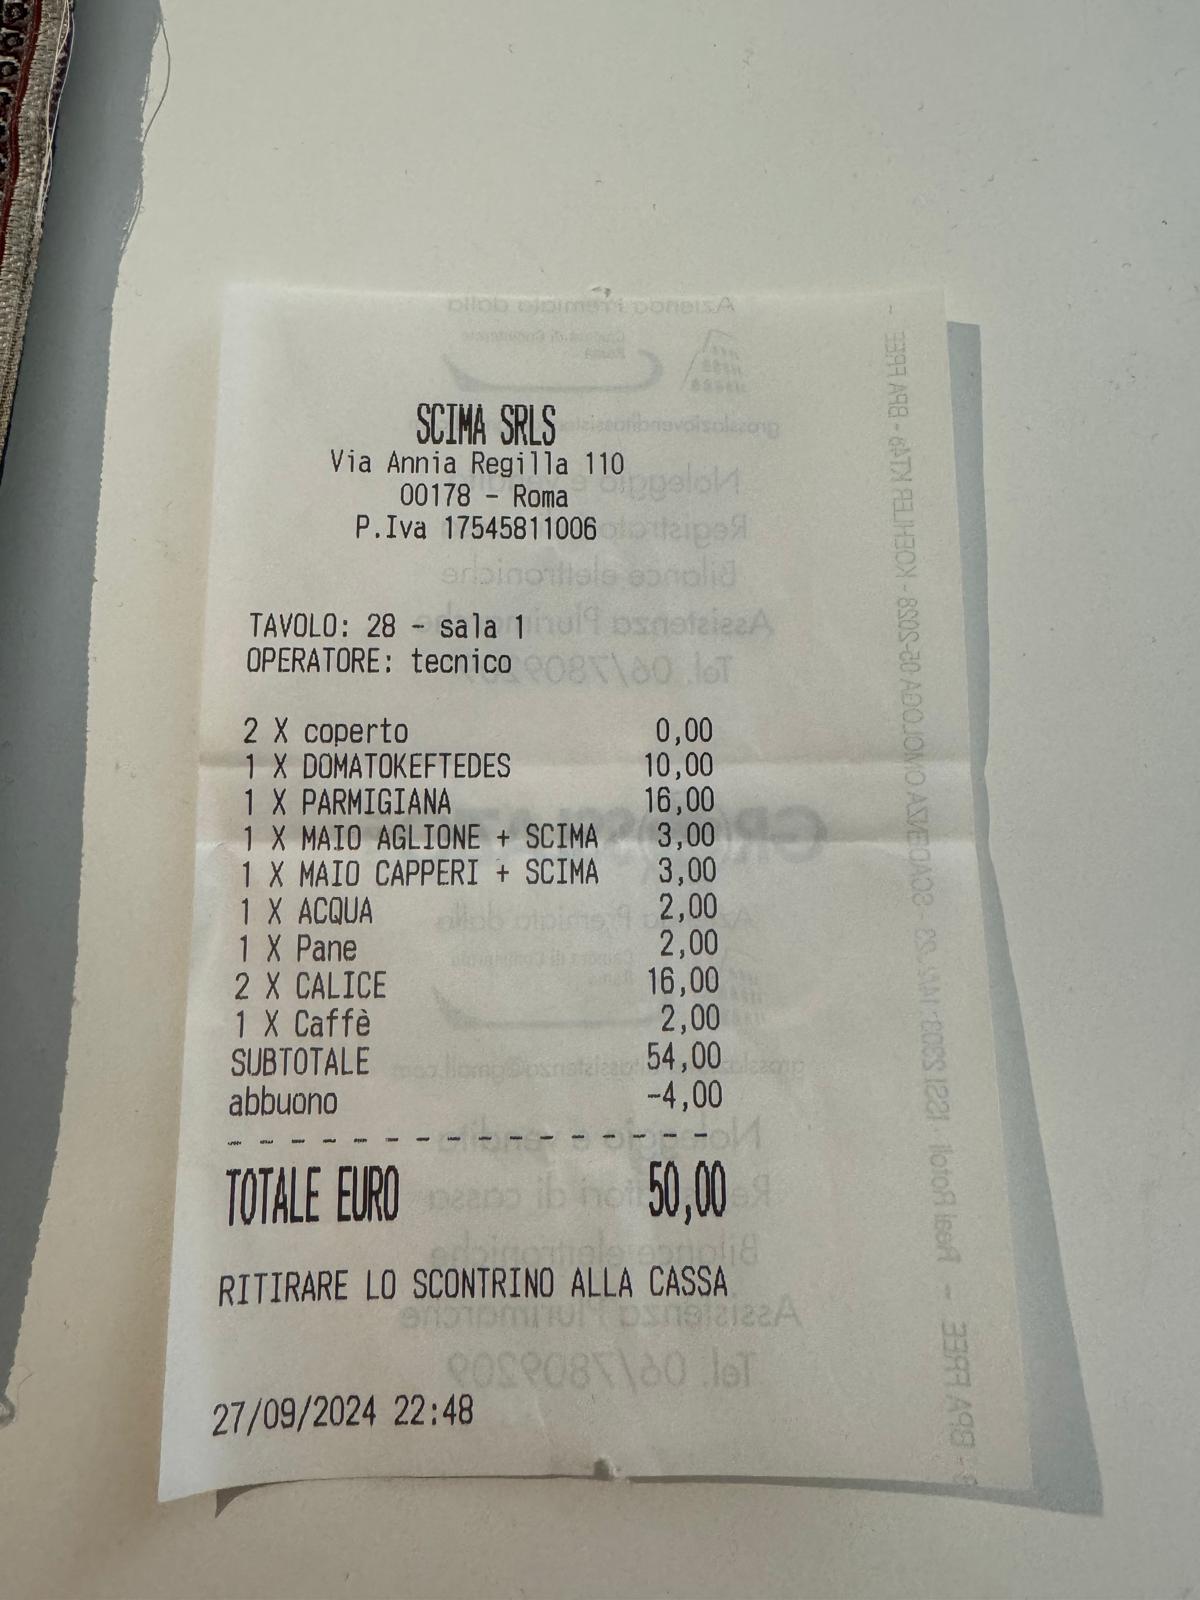 SCIMA SRLS
Via Annia Regilla 110
00178 - Roma
P.Iva 17545811006
TAVOLO: 28 - sala 1
OPERATORE: tecnico
2 X coperto 0,00
1 X DOMATOKEFTEDES 10,00
1 X PARMIGIANA 16,00
1 X MAIO AGLIONE + SCIMA 3,00
1 X MAIO CAPPERI + SCIMA 3,00
1 X ACQUA 2,00
1 X Pane 2,00
2 X CALICE 16,00
1 X Caffè 2,00
SUBTOTALE 54,00
abbuono -4,00
TOTALE EURO 50,00
RITIRARE LO SCONTRINO ALLA CASSA
27/09/2024 22:48